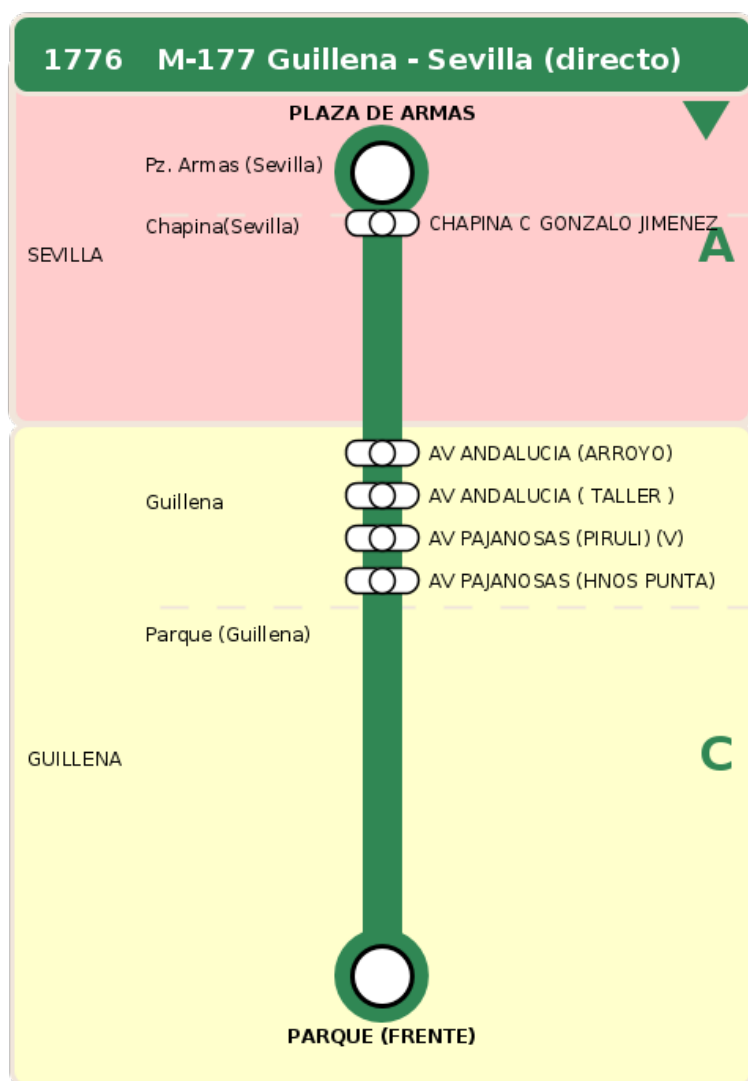 1776 M-177 Guillena - Sevilla (directo)
PLAZA DE ARMAS
Pz. Armas (Sevilla)
Chapina(Sevilla)
CHAPINA C GONZALO JIMENEZ
A
SEVILLA
AV ANDALUCIA (ARROYO)
AV ANDALUCIA ( TALLER )
Guillena
AV PAJANOSAS (PIRULI) (V)
AV PAJANOSAS (HNOS PUNTA)
Parque (Guillena)
GUILLENA
C
PARQUE (FRENTE)